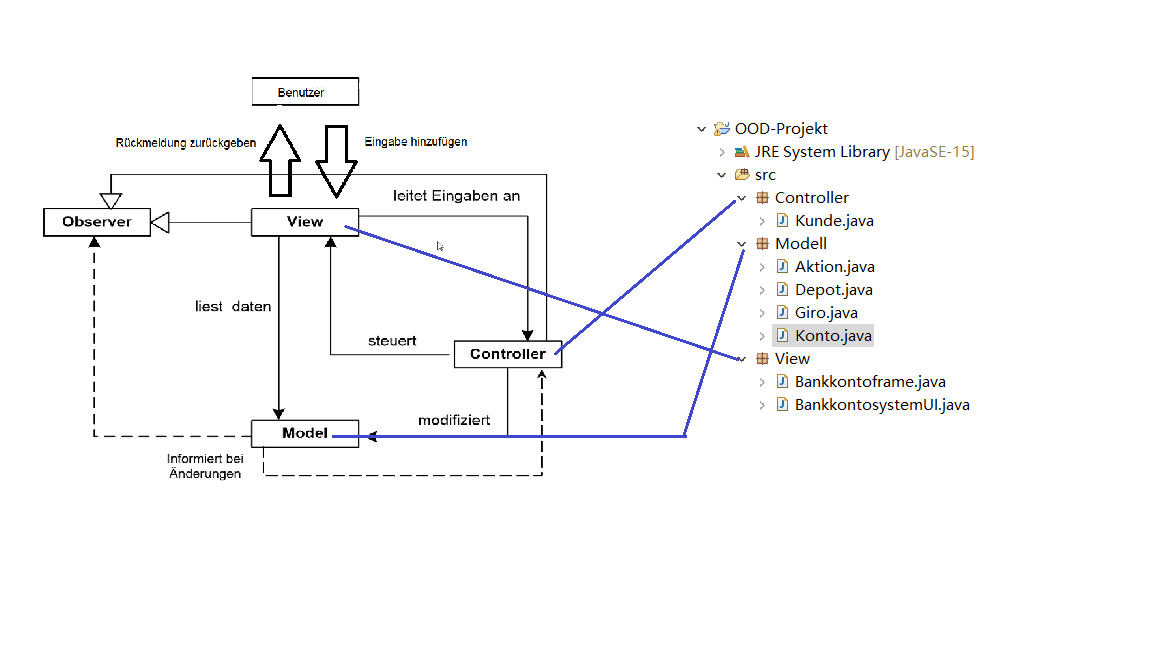 Benutzer
Rückmeldung zurückgeben
Eingabe hinzufügen
leitet Eingaben an
Observer
View
liest daten
steuert
Controller
modifiziert
Model
Informiert bei
Änderungen
OOD-Projekt
JRE System Library [JavaSE-15]
src
Controller
Kunde.java
Modell
Aktion.java
Depot.java
Giro.java
Konto.java
View
Bankkontoframe.java
BankkontosystemUI.java